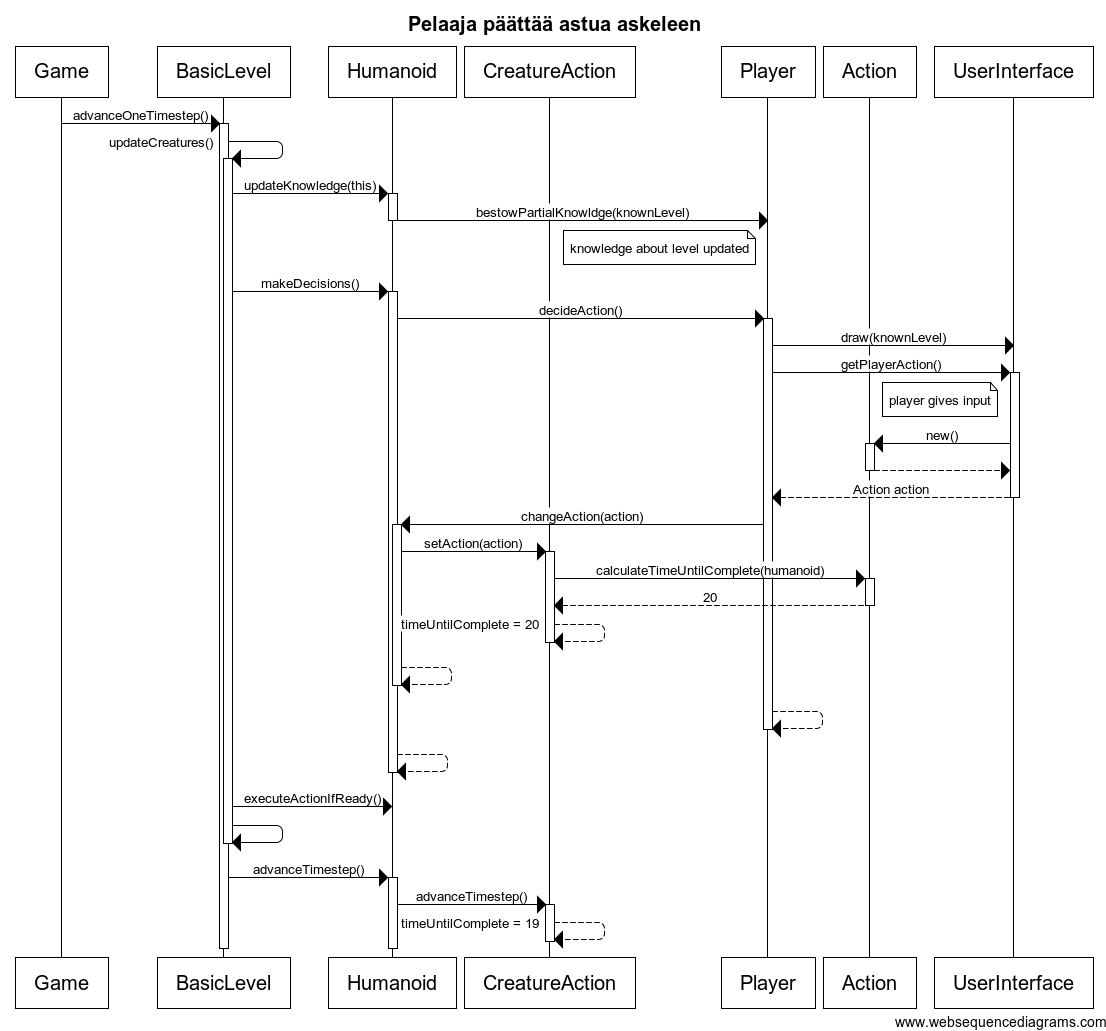 Pelaaja päättää astua askeleen
Game
BasicLevel
Humanoid
CreatureAction
Player
Action
UserInterface
advanceOneTimestep()
updateCreatures()
updateKnowledge(this)
bestowPartialKnowldge(knownLevel)
knowledge about level updated
makeDecisions()
decideAction()
draw(knownLevel)
getPlayerAction()
player gives input
new()
Action action
changeAction(action)
setAction(action)
calculateTimeUntilComplete(humanoid)
20
timeUntilComplete = 20
executeActionIfReady()
advanceTimestep()
advanceTimestep()
timeUntilComplete = 19
Game
BasicLevel
Humanoid
CreatureAction
Player
Action
UserInterface
www.websequencediagrams.com